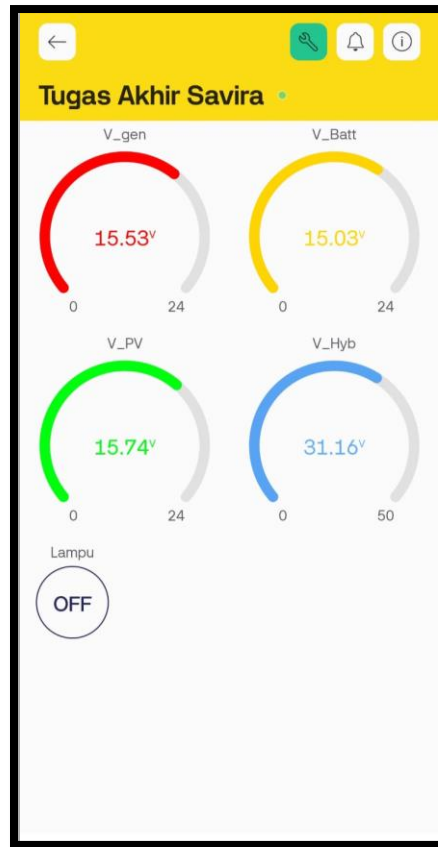 Tugas Akhir Savira
V_gen V_Batt
15.53V 15.03V
0 24 0 24
V_PV V_Hyb
15.74V 31.16V
0 24 0 50
Lampu
OFF